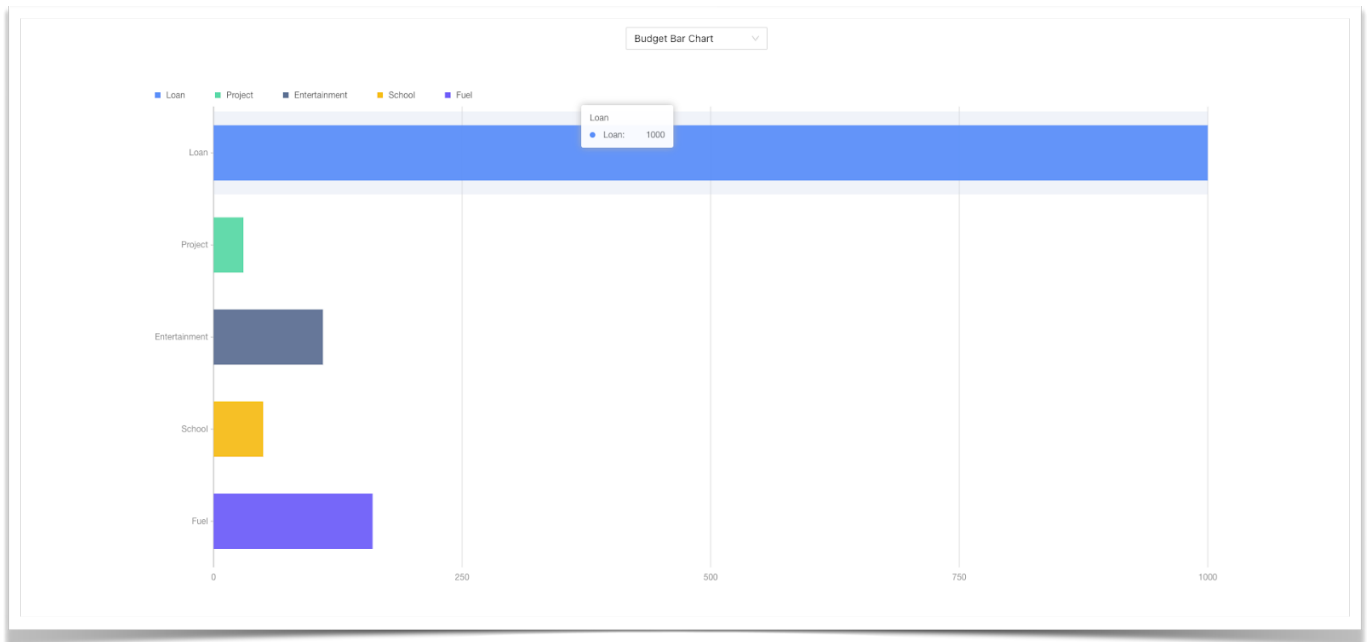 Budget Bar Chart
Loan Project Entertainment School Fuel
Loan
Loan: 1000
Loan
Project
Entertainment
School
Fuel
0 250 500 750 1000